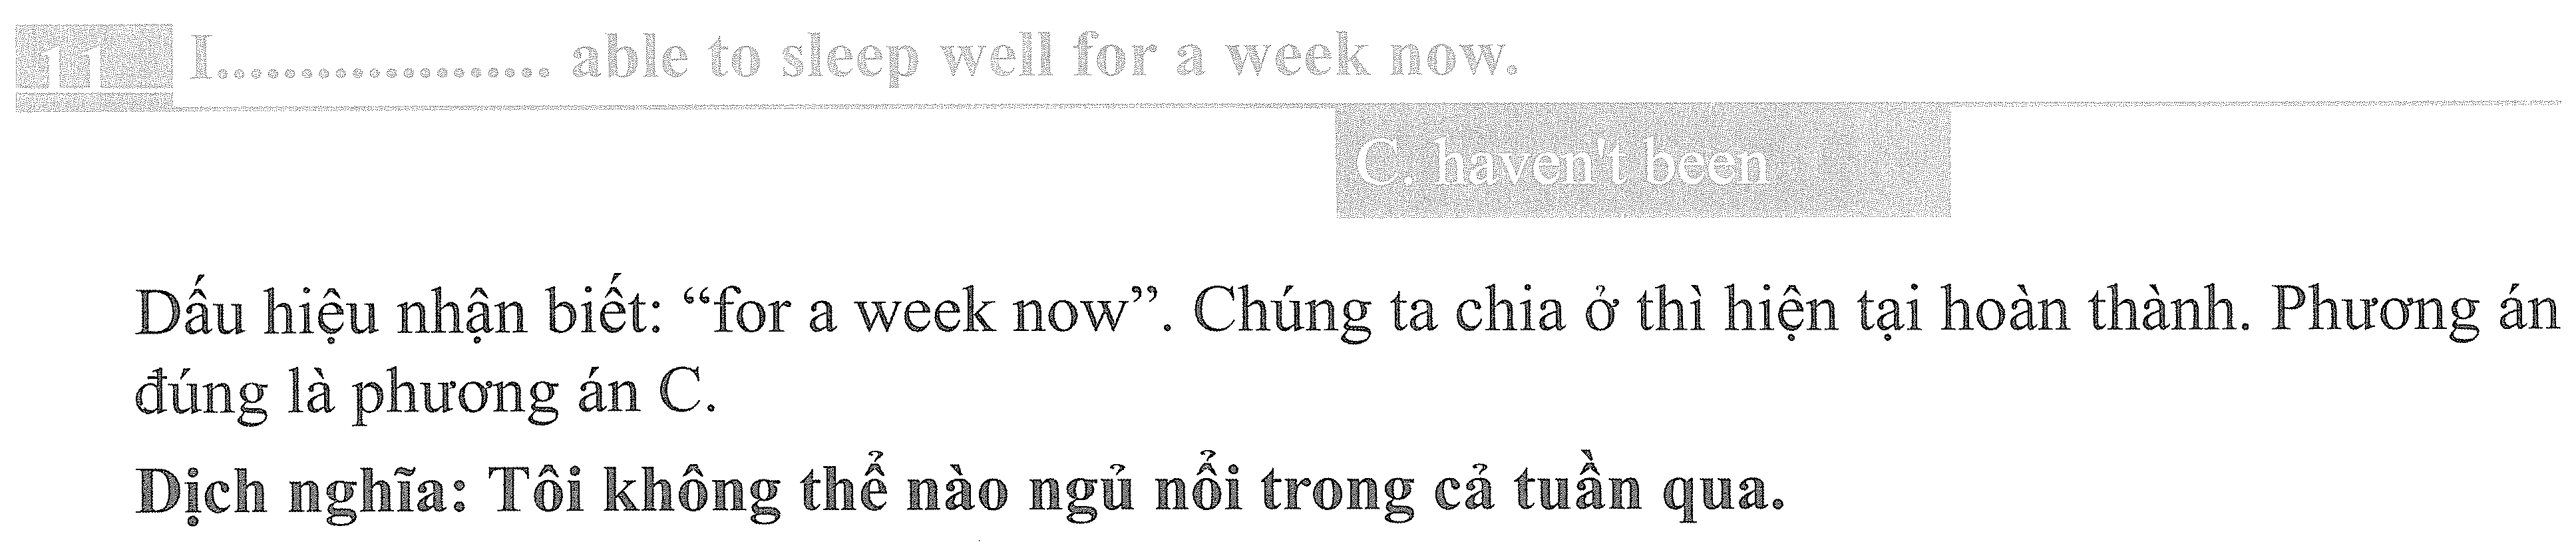 11 I.................... able to sleep well for a week now.
C. haven't been
Dấu hiệu nhận biết: “for a week now”. Chúng ta chia ở thì hiện tại hoàn thành. Phương án
đúng là phương án C.
Dịch nghĩa: Tôi không thể nào ngủ nổi trong cả tuần qua.